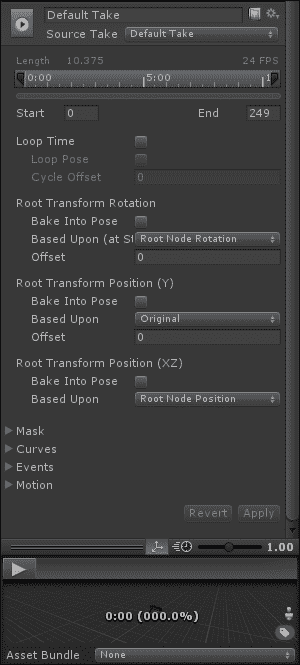 Default Take
Source Take Default Take
Length 10.375 24 FPS
0:00 5:00 1
Start 0 End 249
Loop Time
Loop Pose
Cycle Offset 0
Root Transform Rotation
Bake Into Pose
Based Upon (at St Root Node Rotation
Offset 0
Root Transform Position (Y)
Bake Into Pose
Based Upon Original
Offset 0
Root Transform Position (XZ)
Bake Into Pose
Based Upon Root Node Position
Mask
Curves
Events
Motion
Revert Apply
1.00
0:00 (000.0%)
Asset Bundle None